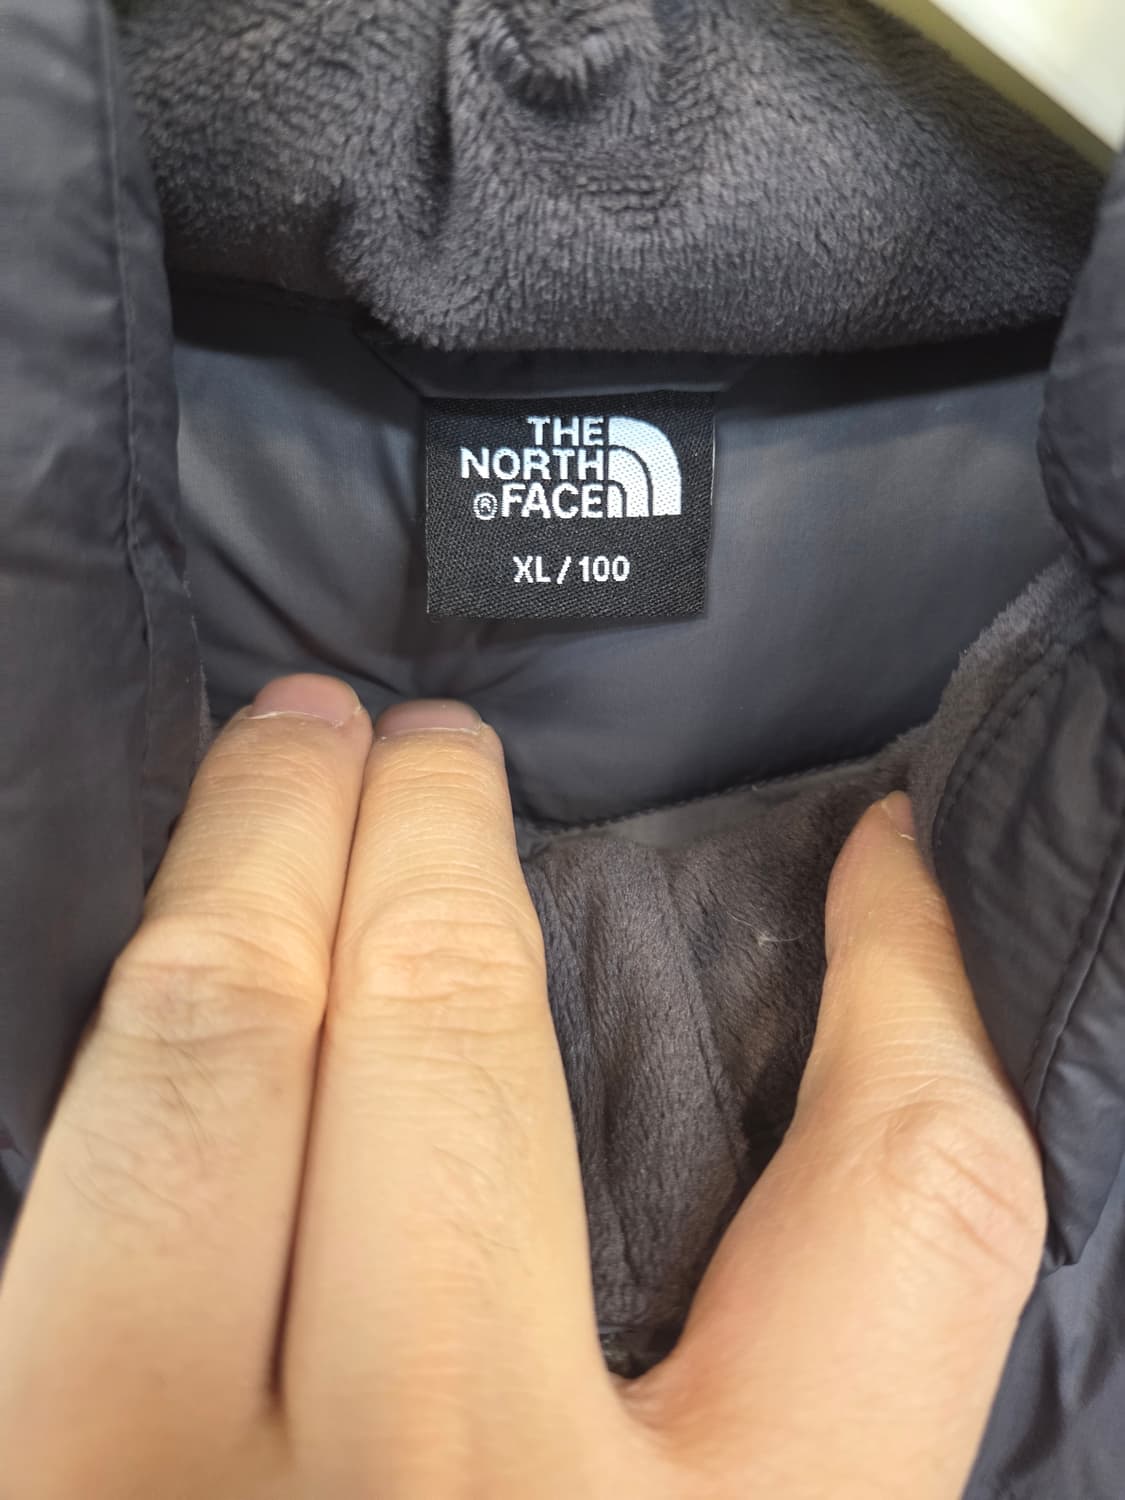 THE
NORTH
®FACE
XL/100